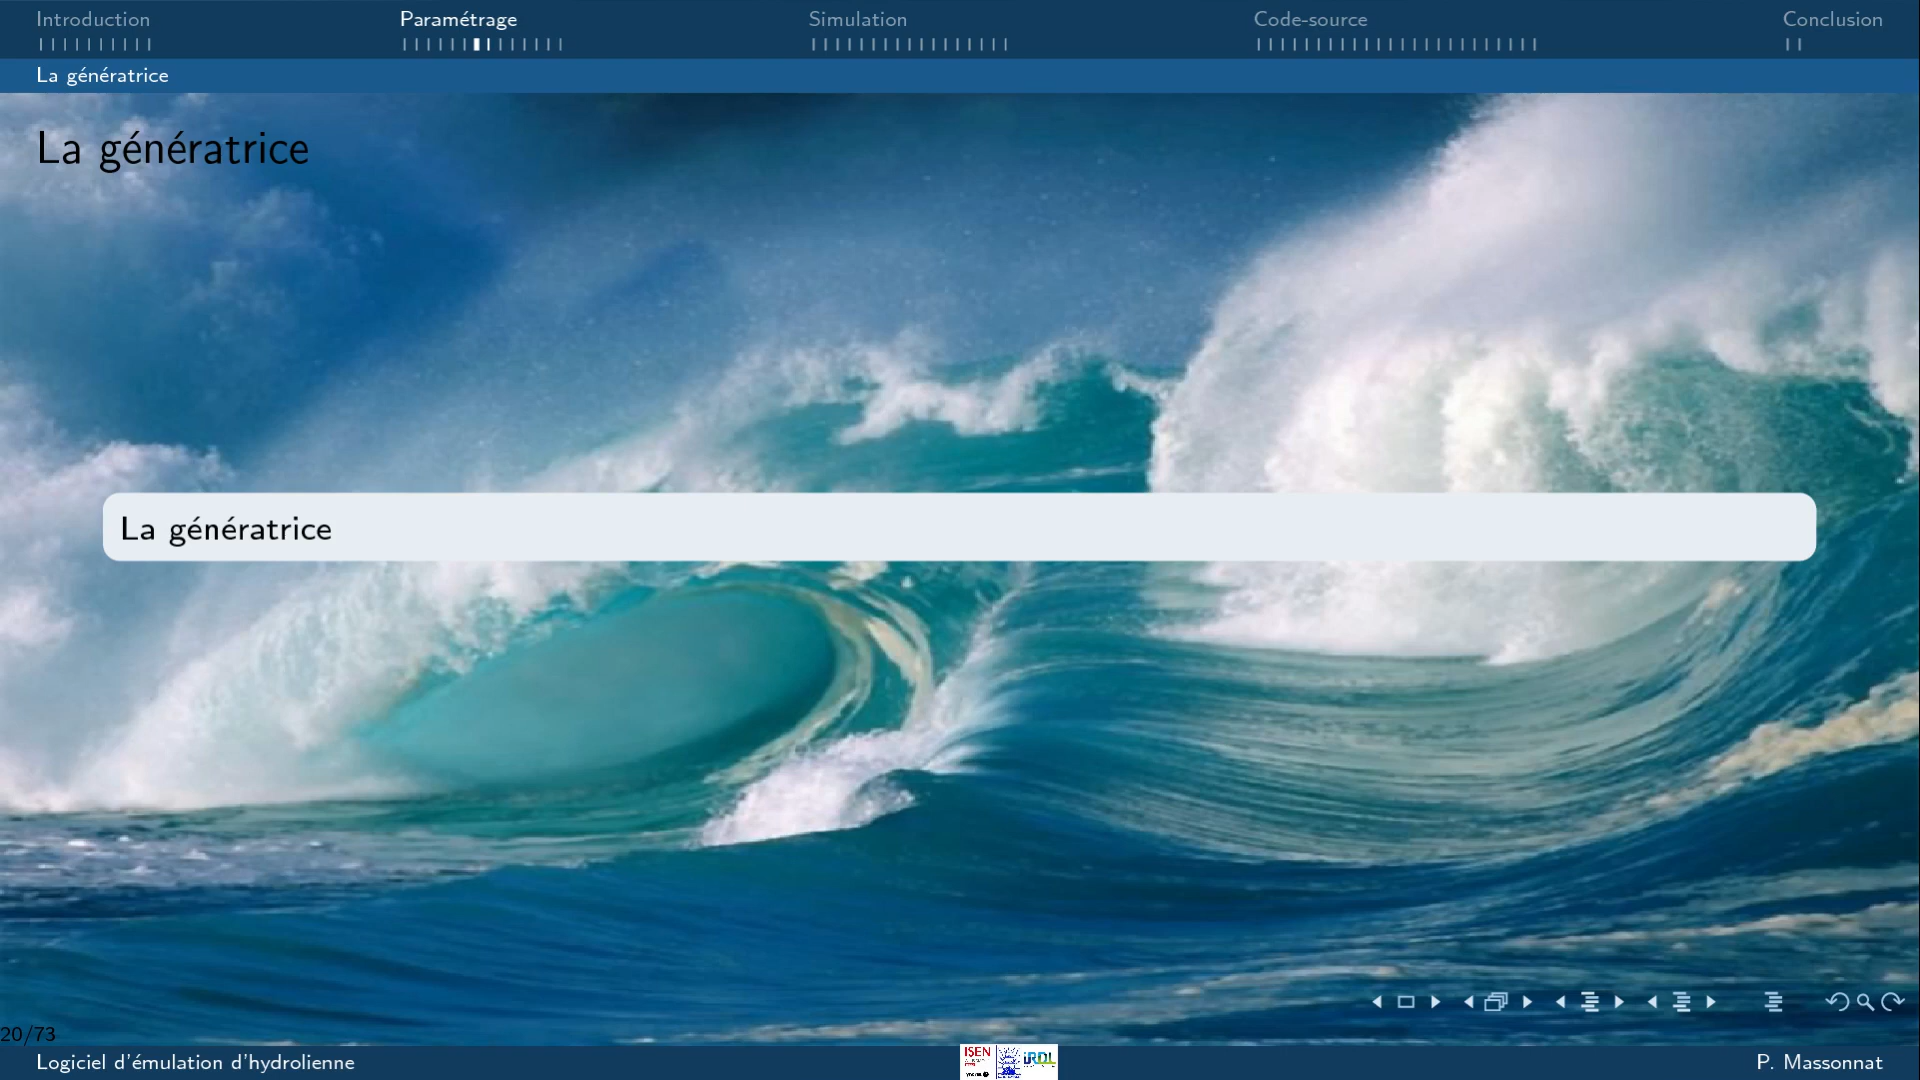 Introduction
Paramétrage
Simulation
Code-source
Conclusion
La génératrice
La génératrice
La génératrice
20/73
Logiciel d'émulation d'hydrolienne
ISEN
iRDL
P. Massonnat